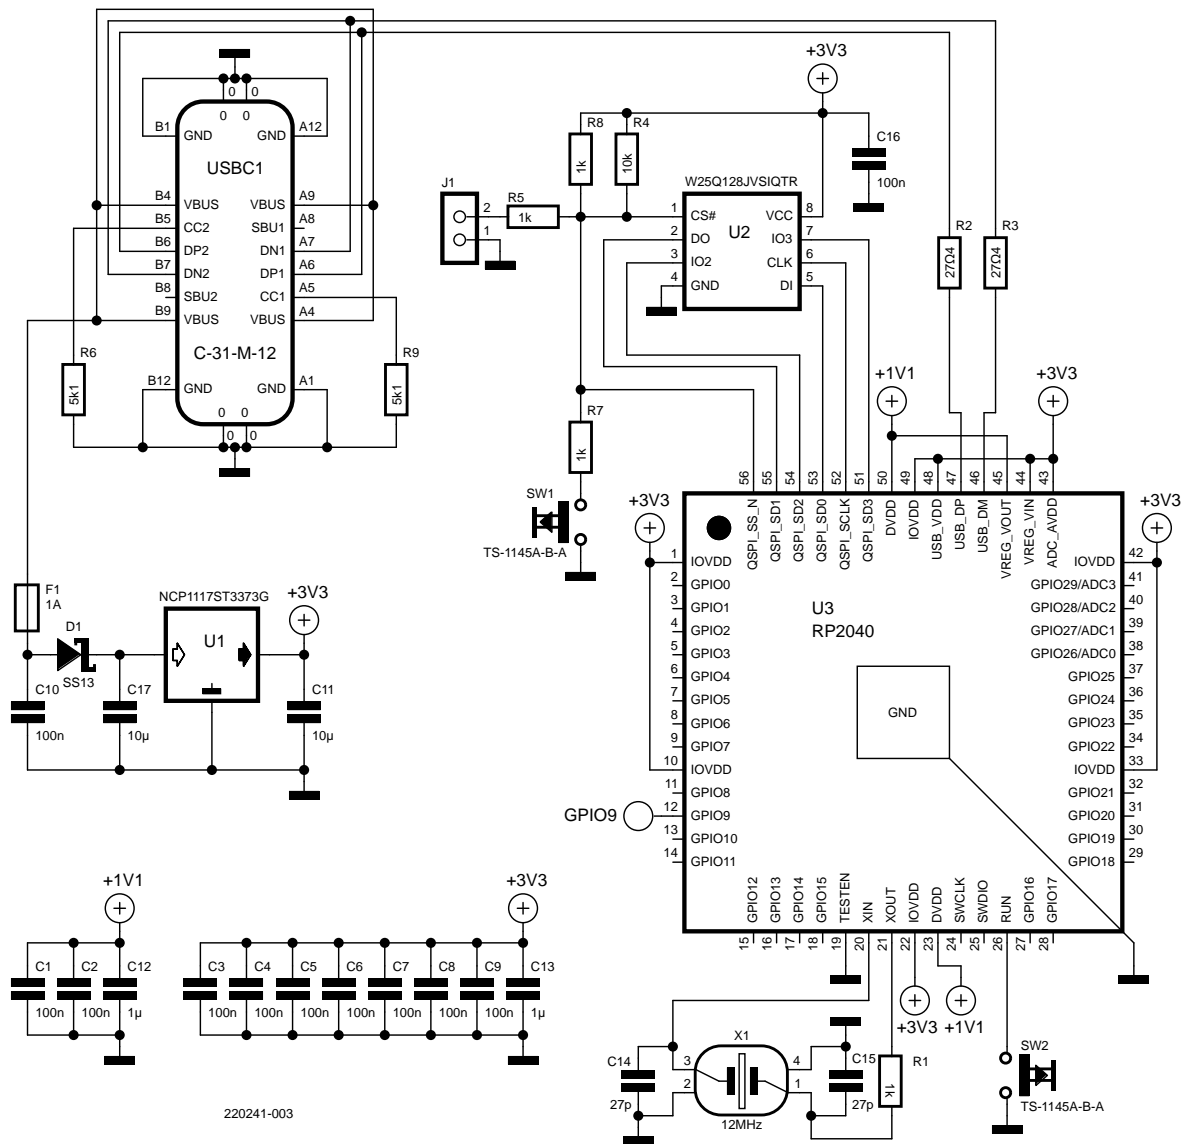 +3V3
0
0
0 0
B1
GND
GND
A12
USBC1
B4
VBUS
VBUS
A9
B5
CC2
SBU1
A8
B6
DP2
DN1
A7
B7
DN2
DP1
A6
B8
SBU2
CC1
A5
B9
VBUS
VBUS
A4
C-31-M-12
B12
GND
GND
A1
0 0
0
0
R6
5k1
R9
5k1
J1
2
1
R5
1k
R8
1k
R4
10k
C16
100n
W25Q128JVSIQTR
U2
1
CS#
VCC
8
2
DO
IO3
7
3
IO2
CLK
6
4
GND
DI
5
R2
27Ω4
R3
27Ω4
R7
1k
SW1
TS-1145A-B-A
+1V1
+3V3
+3V3
+3V3
56
55
54
53
52
51
50
49
48
47
46
45
44
43
QSPI_SS_N
QSPI_SD1
QSPI_SD2
QSPI_SD0
QSPI_SCLK
QSPI_SD3
DVDD
IOVDD
USB_VDD
USB_DP
USB_DM
VREG_VOUT
VREG_VIN
ADC_AVDD
U3
RP2040
GND
1
IOVDD
2
GPIO0
3
GPIO1
4
GPIO2
5
GPIO3
6
GPIO4
7
GPIO5
8
GPIO6
9
GPIO7
10
IOVDD
11
GPIO8
12
GPIO9
13
GPIO10
14
GPIO11
GPIO9
IOVDD
42
GPIO29/ADC3
41
GPIO28/ADC2
40
GPIO27/ADC1
39
GPIO26/ADC0
38
GPIO25
37
GPIO24
36
GPIO23
35
GPIO22
34
IOVDD
33
GPIO21
32
GPIO20
31
GPIO19
30
GPIO18
29
GPIO12
GPIO13
GPIO14
GPIO15
TESTEN
XIN
XOUT
IOVDD
DVDD
SWCLK
SWDIO
RUN
GPIO16
GPIO17
15
16
17
18
19
20
21
22
23
24
25
26
27
28
F1
1A
D1
SS13
NCP1117ST3373G
U1
+3V3
C10
100n
C17
10µ
C11
10µ
+1V1
C1
100n
C2
100n
C12
1µ
+3V3
C3
100n
C4
100n
C5
100n
C6
100n
C7
100n
C8
100n
C9
100n
C13
1µ
+3V3
+1V1
C14
27p
X1
3
2
4
1
12MHz
C15
27p
R1
1k
SW2
TS-1145A-B-A
220241-003